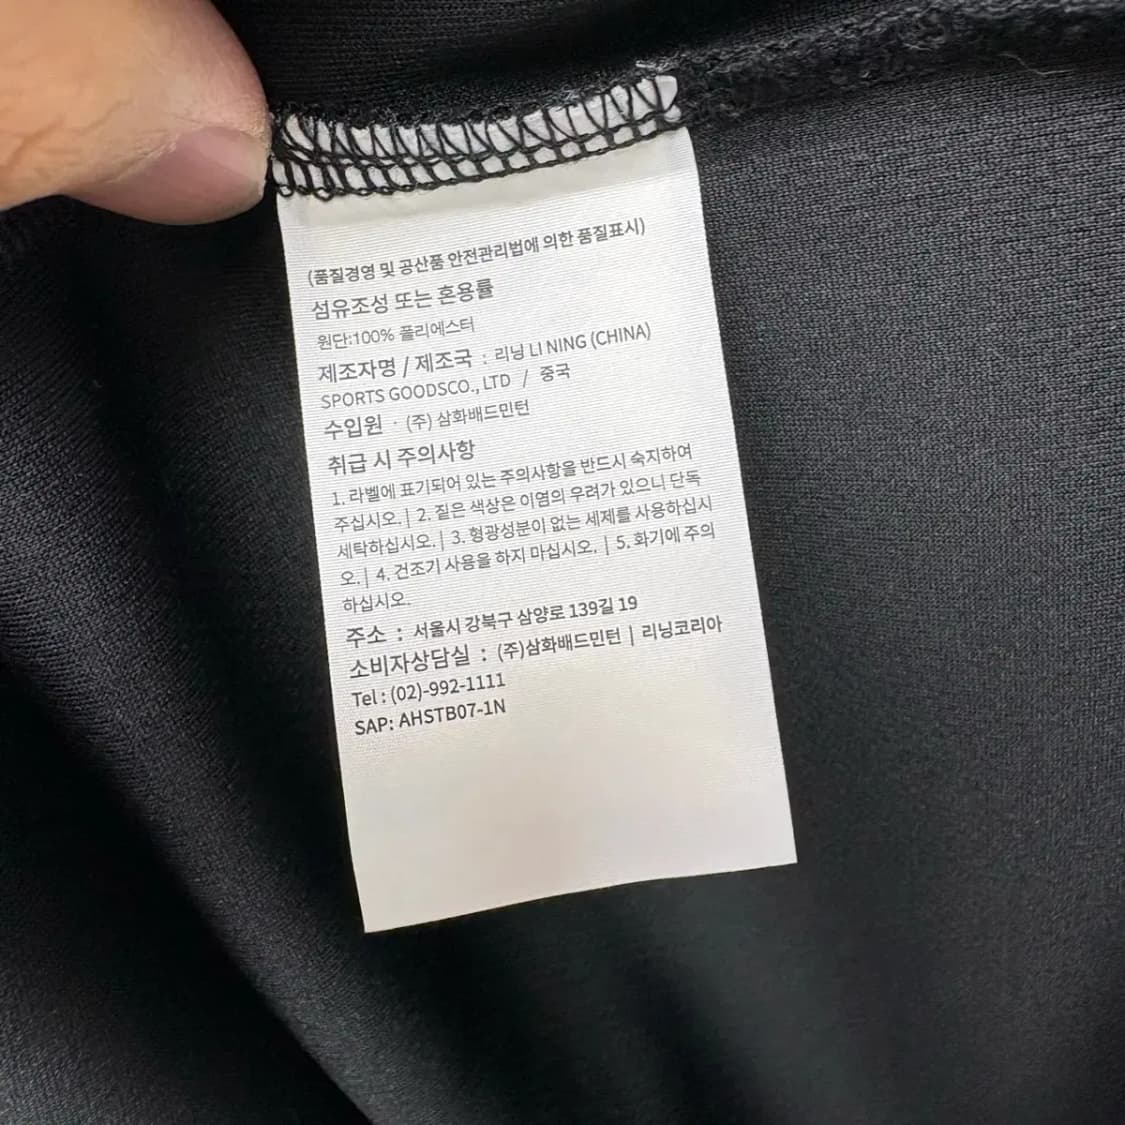 (품질경영 및 공산품 안전관리법에 의한 품질표시)
섬유조성 또는 혼용률
원단:100% 폴리에스터
제조자명 / 제조국 : 리닝 LI NING (CHINA)
SPORTS GOODSCO., LTD / 중국
수입원 · (주) 삼화배드민턴
취급 시 주의사항
1. 라벨에 표기되어 있는 주의사항을 반드시 숙지하여
주십시오. | 2. 짙은 색상은 이염의 우려가 있으니 단독
세탁하십시오. | 3. 형광성분이 없는 세제를 사용하십시
오. | 4. 건조기 사용을 하지 마십시오. | 5. 화기에 주의
하십시오.
주소 : 서울시 강북구 삼양로 139길 19
소비자상담실 : (주)삼화배드민턴 | 리닝코리아
Tel : (02)-992-1111
SAP: AHSTB07-1N